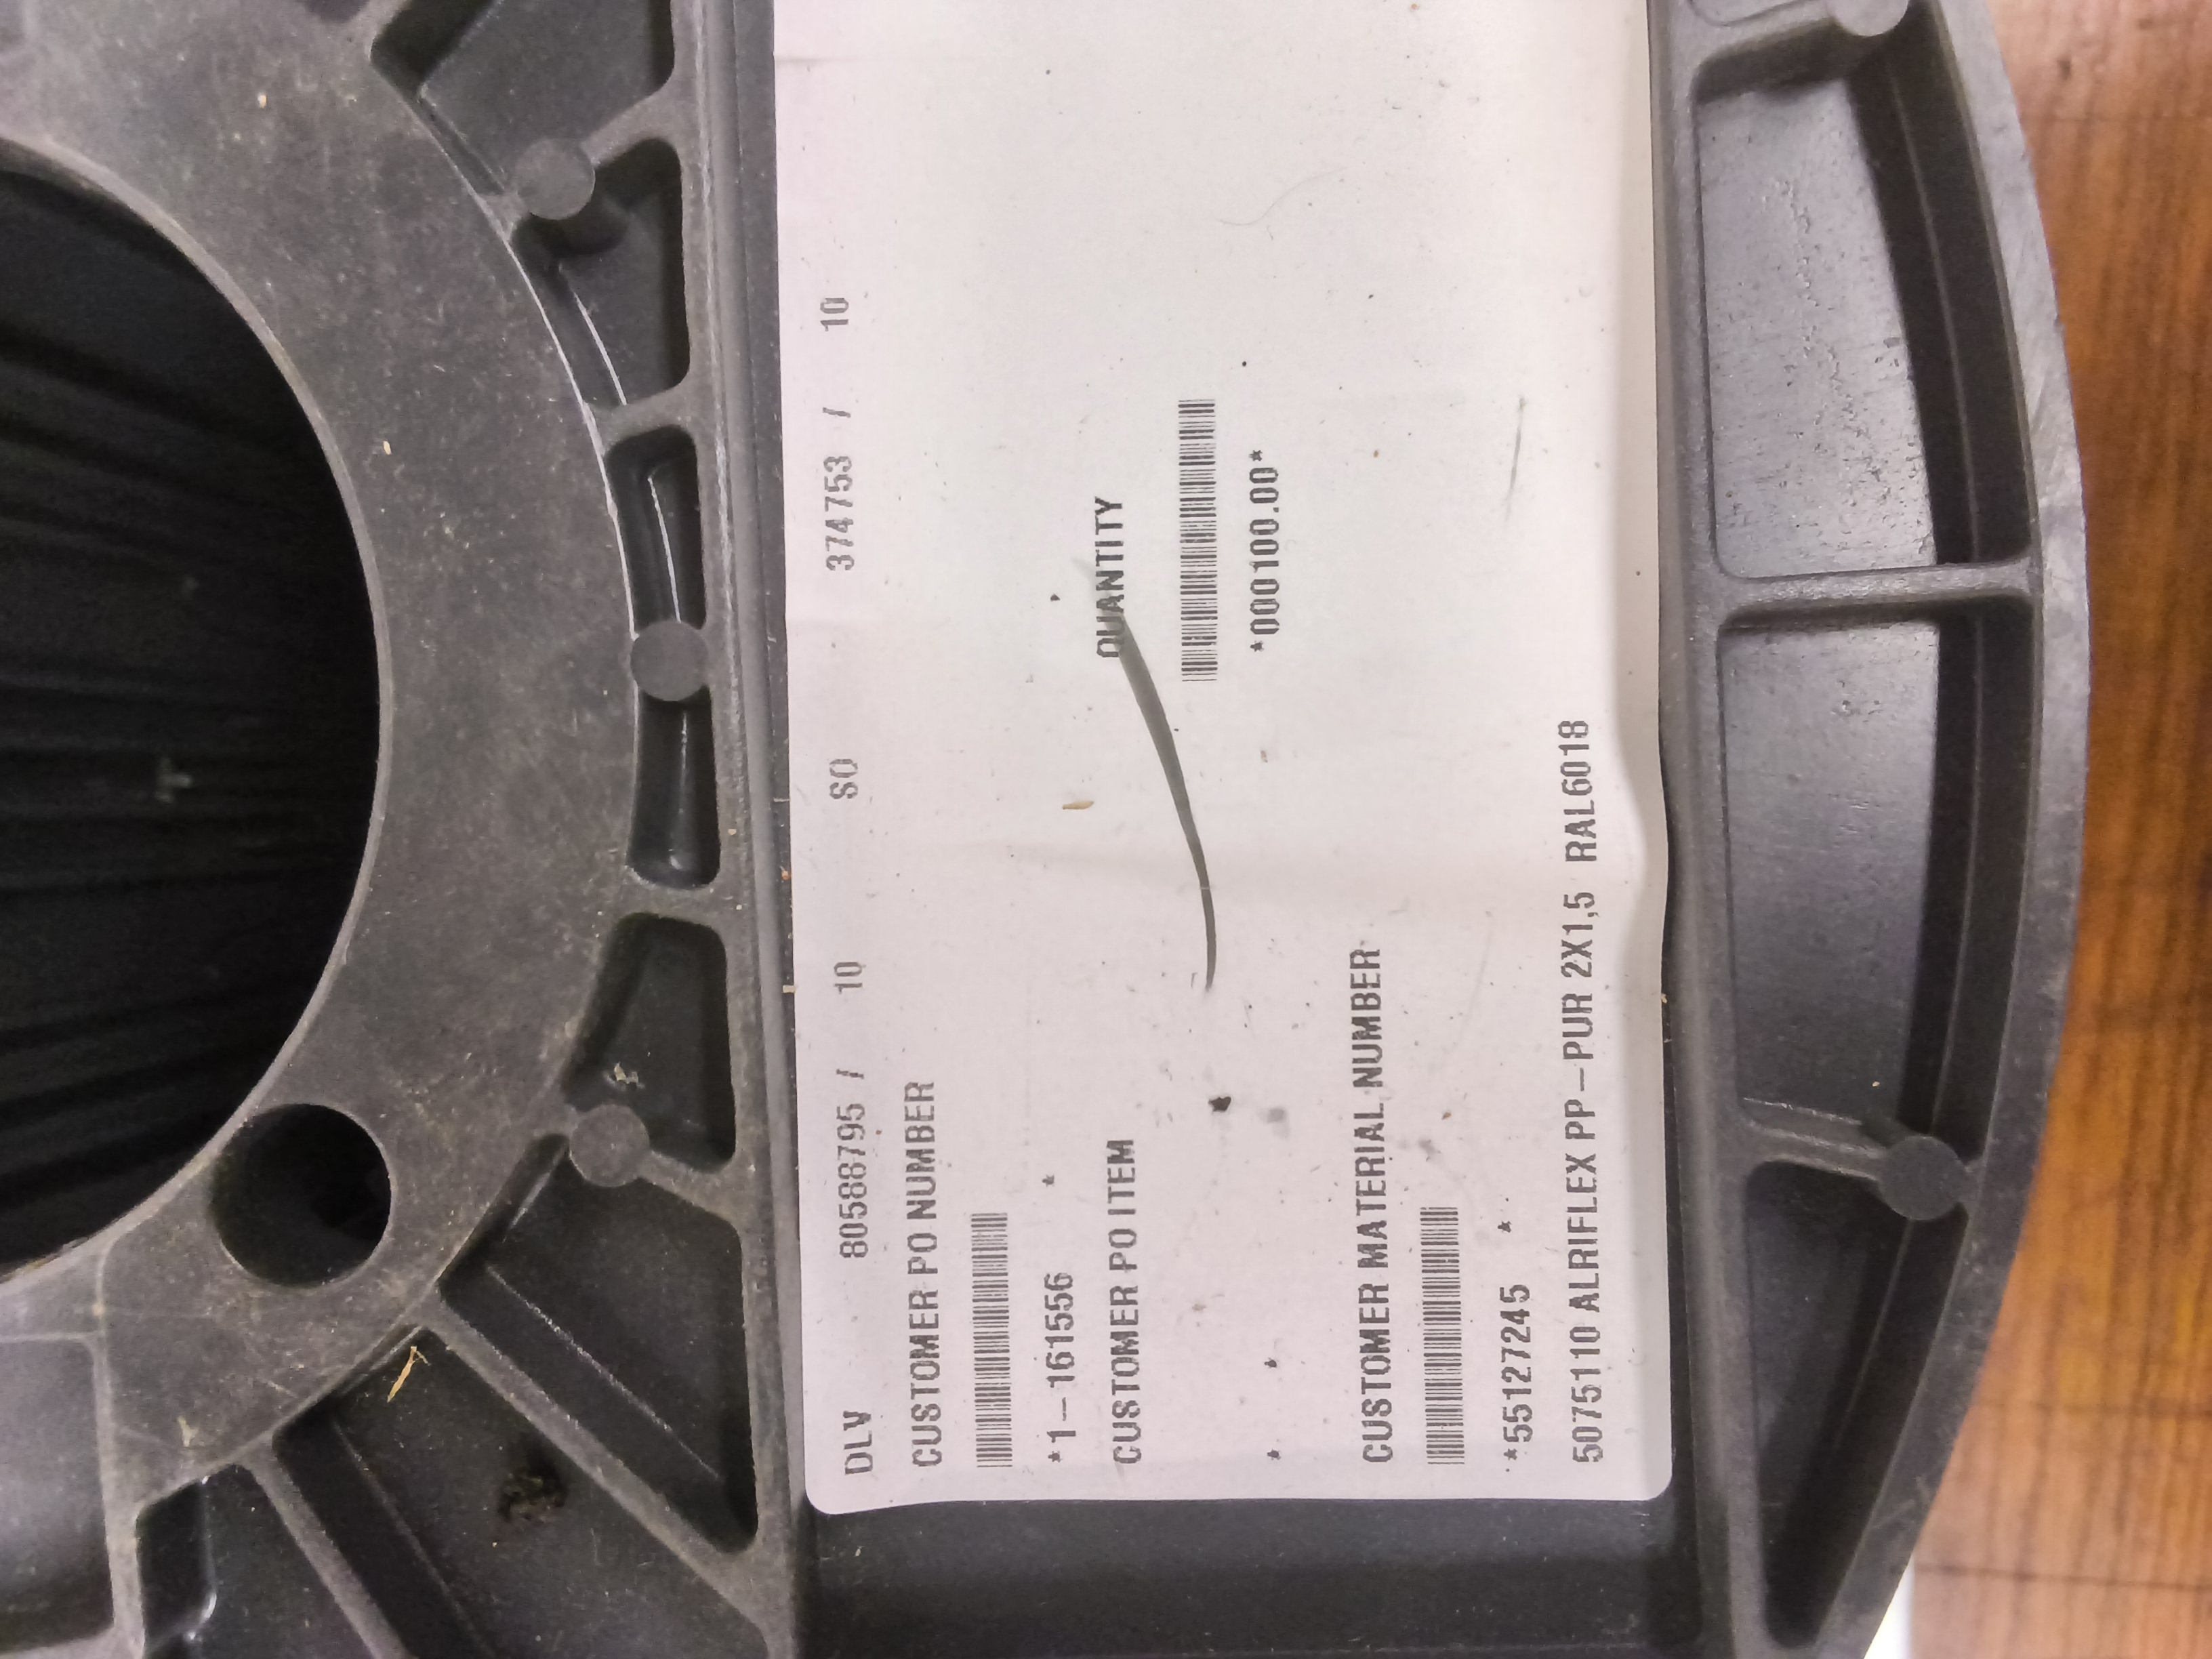 DLV 80588795 / 10 SO 374753 / 10
CUSTOMER PO NUMBER
*1-161556 *
CUSTOMER PO ITEM QUANTITY
* * *000100.00*
CUSTOMER MATERIAL NUMBER
*55127245 *
5075110 ALRIFLEX PP-PUR 2X1,5 RAL6018